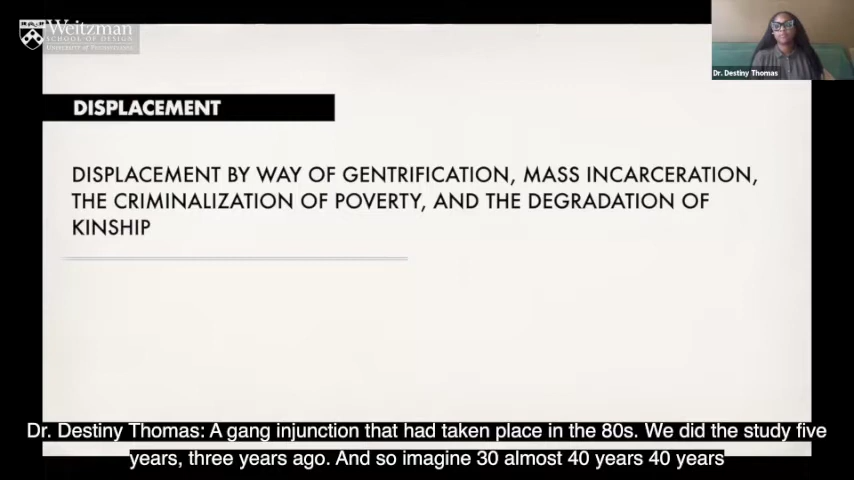 Weitzman
SCHOOL OF DESIGN
UNIVERSITY OF PENNSYLVANIA
Dr. Destiny Thomas
DISPLACEMENT
DISPLACEMENT BY WAY OF GENTRIFICATION, MASS INCARCERATION,
THE CRIMINALIZATION OF POVERTY, AND THE DEGRADATION OF
KINSHIP
Dr. Destiny Thomas: A gang injunction that had taken place in the 80s. We did the study five
years, three years ago. And so imagine 30 almost 40 years 40 years